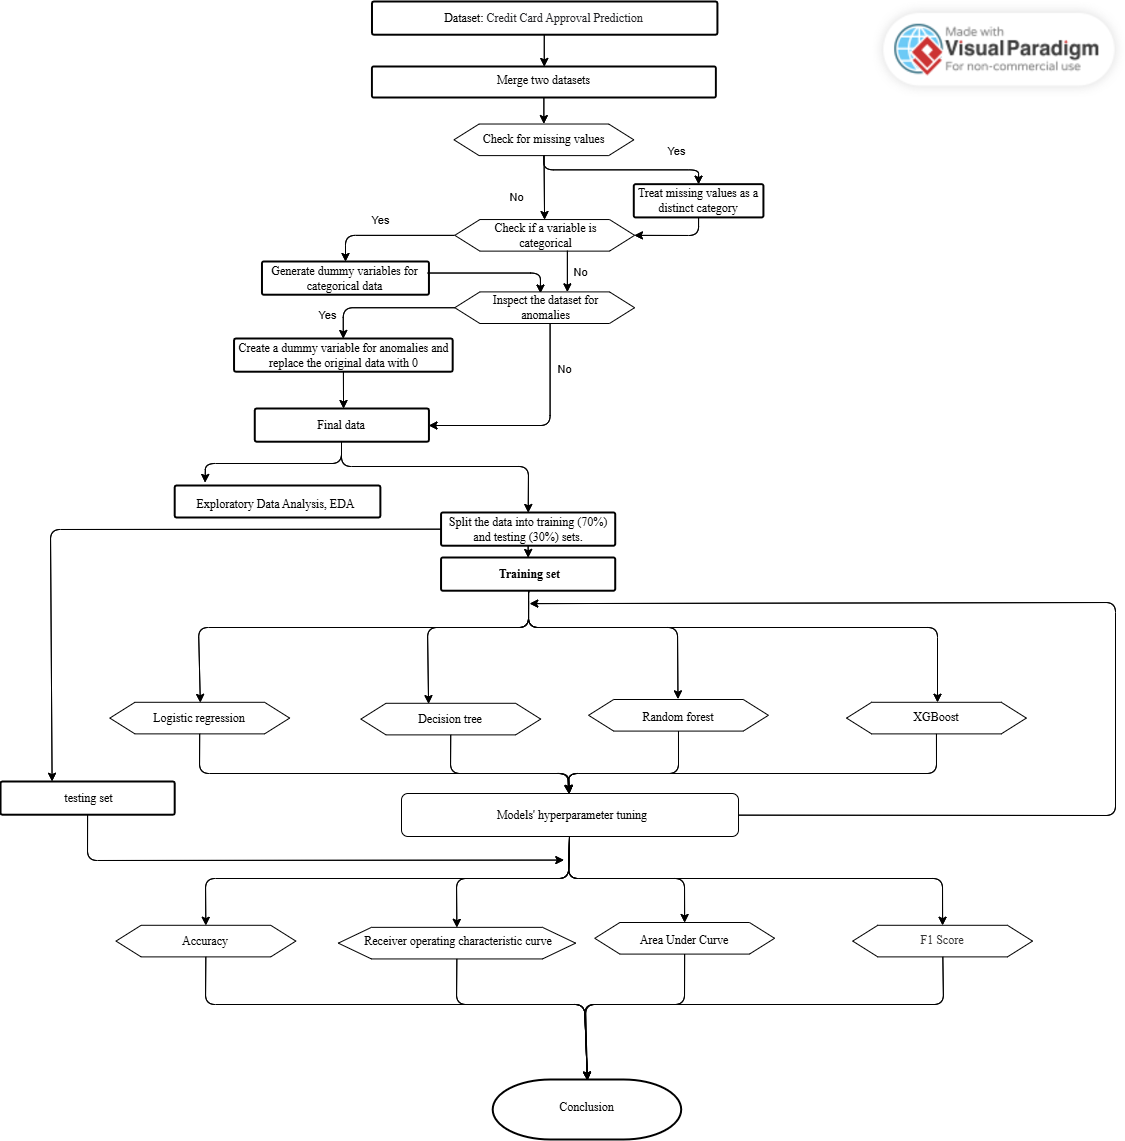 Dataset: Credit Card Approval Prediction
Made with
Visual Paradigm
For non-commercial use
Merge two datasets
Check for missing values
Yes
Treat missing values as a
distinct category
No
Yes
Check if a variable is
categorical
Generate dummy variables for
categorical data
No
Inspect the dataset for
anomalies
Yes
Create a dummy variable for anomalies and
replace the original data with 0
No
Final data
Exploratory Data Analysis, EDA
Split the data into training (70%)
and testing (30%) sets.
Training set
Logistic regression
Decision tree
Random forest
XGBoost
testing set
Models' hyperparameter tuning
Accuracy
Receiver operating characteristic curve
Area Under Curve
F1 Score
Conclusion